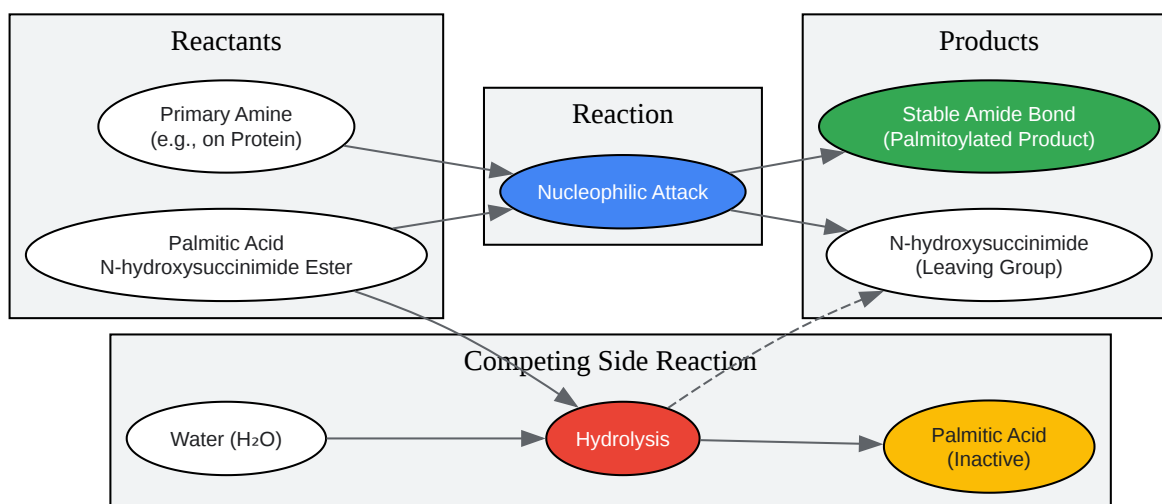 Reactants
Primary Amine
(e.g., on Protein)
Palmitic Acid
N-hydroxysuccinimide Ester
Reaction
Nucleophilic Attack
Products
Stable Amide Bond
(Palmitoylated Product)
N-hydroxysuccinimide
(Leaving Group)
Competing Side Reaction
Water (H₂O)
Hydrolysis
Palmitic Acid
(Inactive)